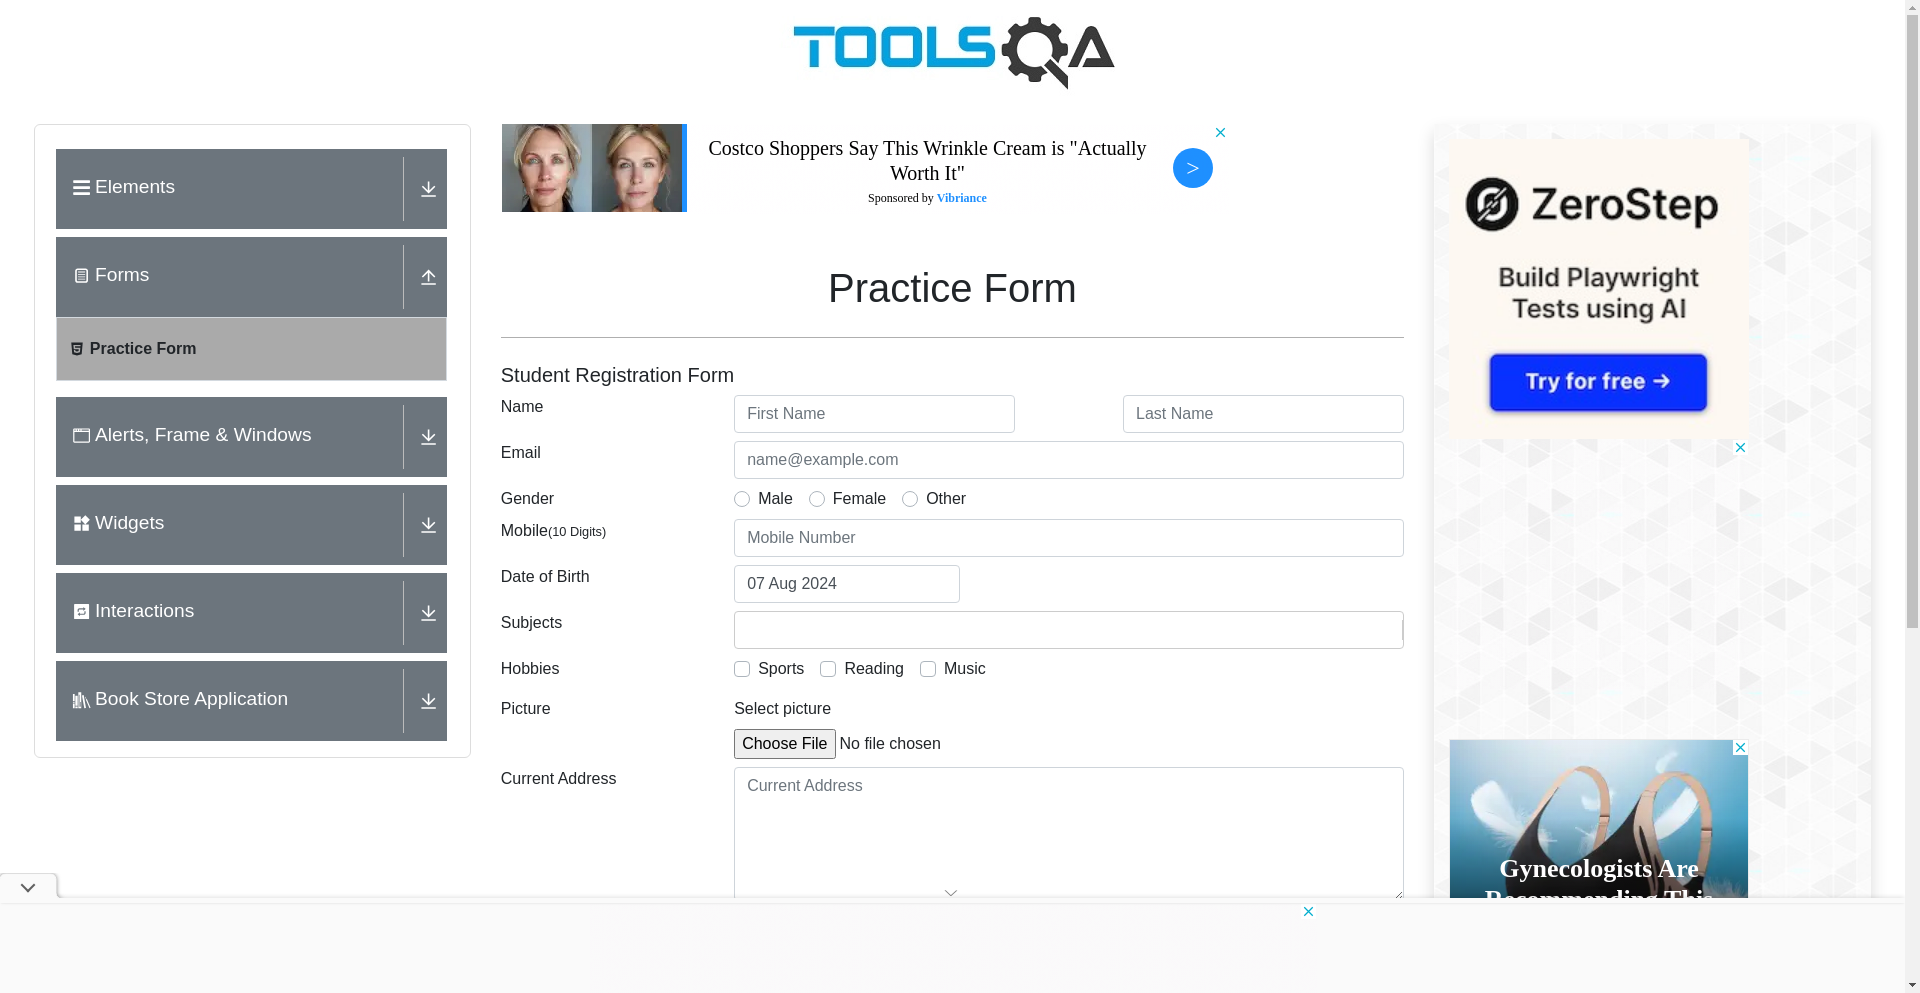 TOOLSQA
Elements
Forms
Practice Form
Alerts, Frame & Windows
Widgets
Interactions
Book Store Application
Costco Shoppers Say This Wrinkle Cream is "Actually
Worth It"
Sponsored by Vibriance
>
Practice Form
Student Registration Form
Name
First Name
Last Name
Email
name@example.com
Gender
Male
Female
Other
Mobile(10 Digits)
Mobile Number
Date of Birth
07 Aug 2024
Subjects
Hobbies
Sports
Reading
Music
Picture
Select picture
Choose File No file chosen
Current Address
Current Address
ZeroStep
Build Playwright
Tests using AI
Try for free →
Gynecologists Are
Recommending This